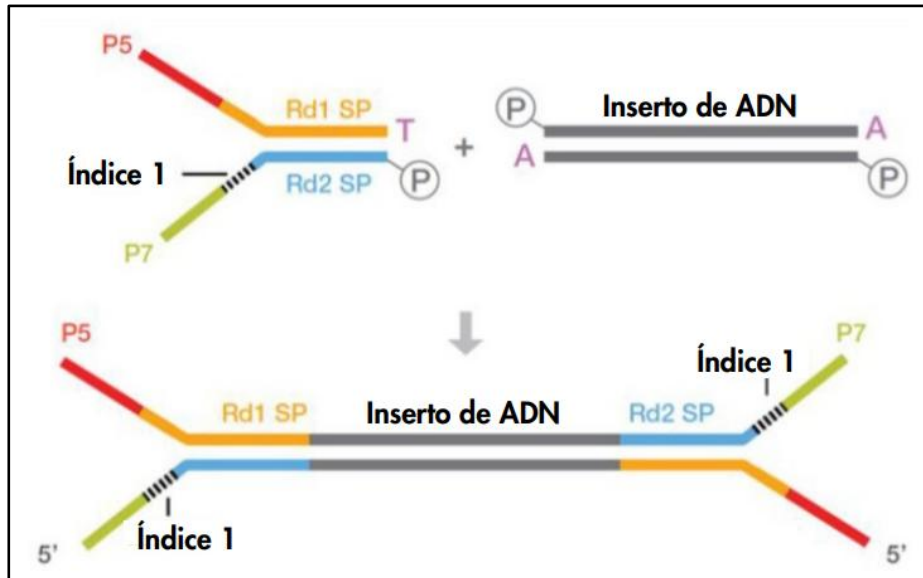 P5
Rd1 SP
T
Índice 1
Rd2 SP
P
P7
+
P
Inserto de ADN
A
A
P
P5
P7
Índice 1
Rd1 SP
Inserto de ADN
Rd2 SP
Índice 1
5'
5'